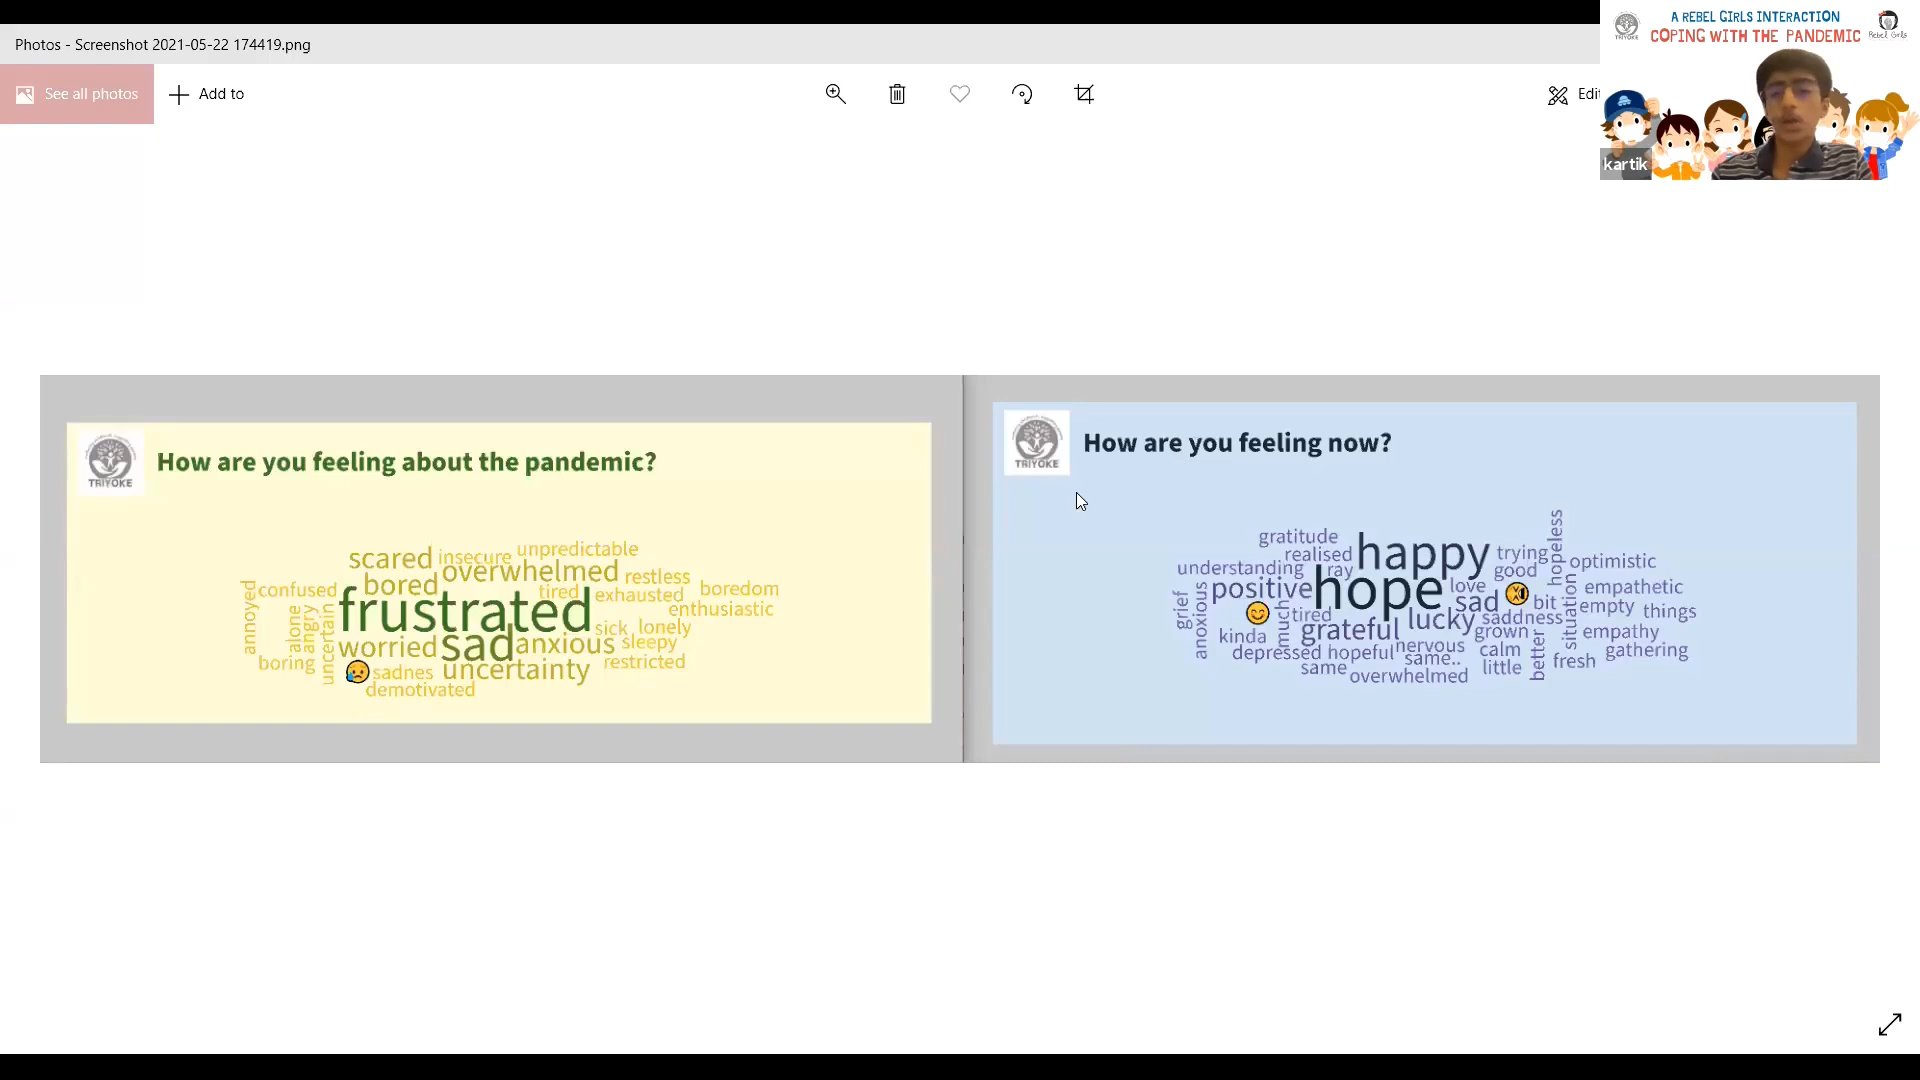 Photos - Screenshot 2021-05-22 174419.png
A REBEL GIRLS INTERACTION
COPING WITH THE PANDEMIC
TRIYOKE
Rebel Girls
See all photos
Add to
Edit
kartik
TRIYOKE
How are you feeling about the pandemic?
scared
insecure
unpredictable
bored
overwhelmed
restless
boredom
confused
tired
exhausted
enthusiastic
annoyed
alone
angry
uncertain
frustrated
sick
lonely
worried
sad
anxious
sleepy
boring
sadnes
uncertainty
restricted
demotivated
TRIYOKE
How are you feeling now?
gratitude
realised
happy
trying
hopeless
optimistic
understanding
ray
good
positive
hope
love
empathetic
grief
anoxious
much
tired
sad
bit
situation
empty
things
kinda
grateful
lucky
saddness
grown
empathy
depressed
hopeful
nervous
calm
better
gathering
same
same..
little
fresh
overwhelmed